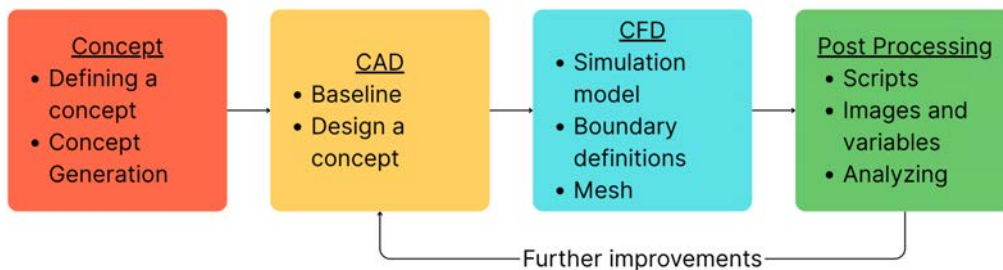 Concept
• Defining a
concept
• Concept
Generation
CAD
• Baseline
• Design a
concept
CFD
• Simulation
model
• Boundary
definitions
• Mesh
Post Processing
• Scripts
• Images and
variables
• Analyzing
Further improvements